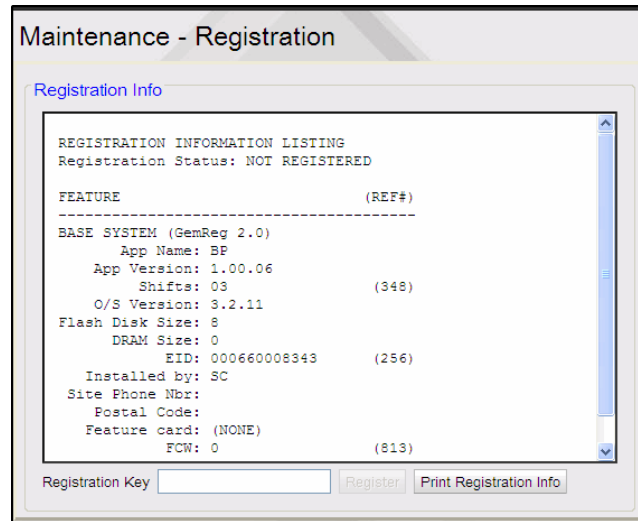 Maintenance - Registration
Registration Info
REGISTRATION INFORMATION LISTING
Registration Status: NOT REGISTERED
FEATURE (REF#)
-----------------------------------------
BASE SYSTEM (GemReg 2.0)
App Name: BP
App Version: 1.00.06
Shifts: 03 (348)
O/S Version: 3.2.11
Flash Disk Size: 8
DRAM Size: 0
EID: 000660008343 (256)
Installed by: SC
Site Phone Nbr:
Postal Code:
Feature card: (NONE)
FCW: 0 (813)
Registration Key Register Print Registration Info